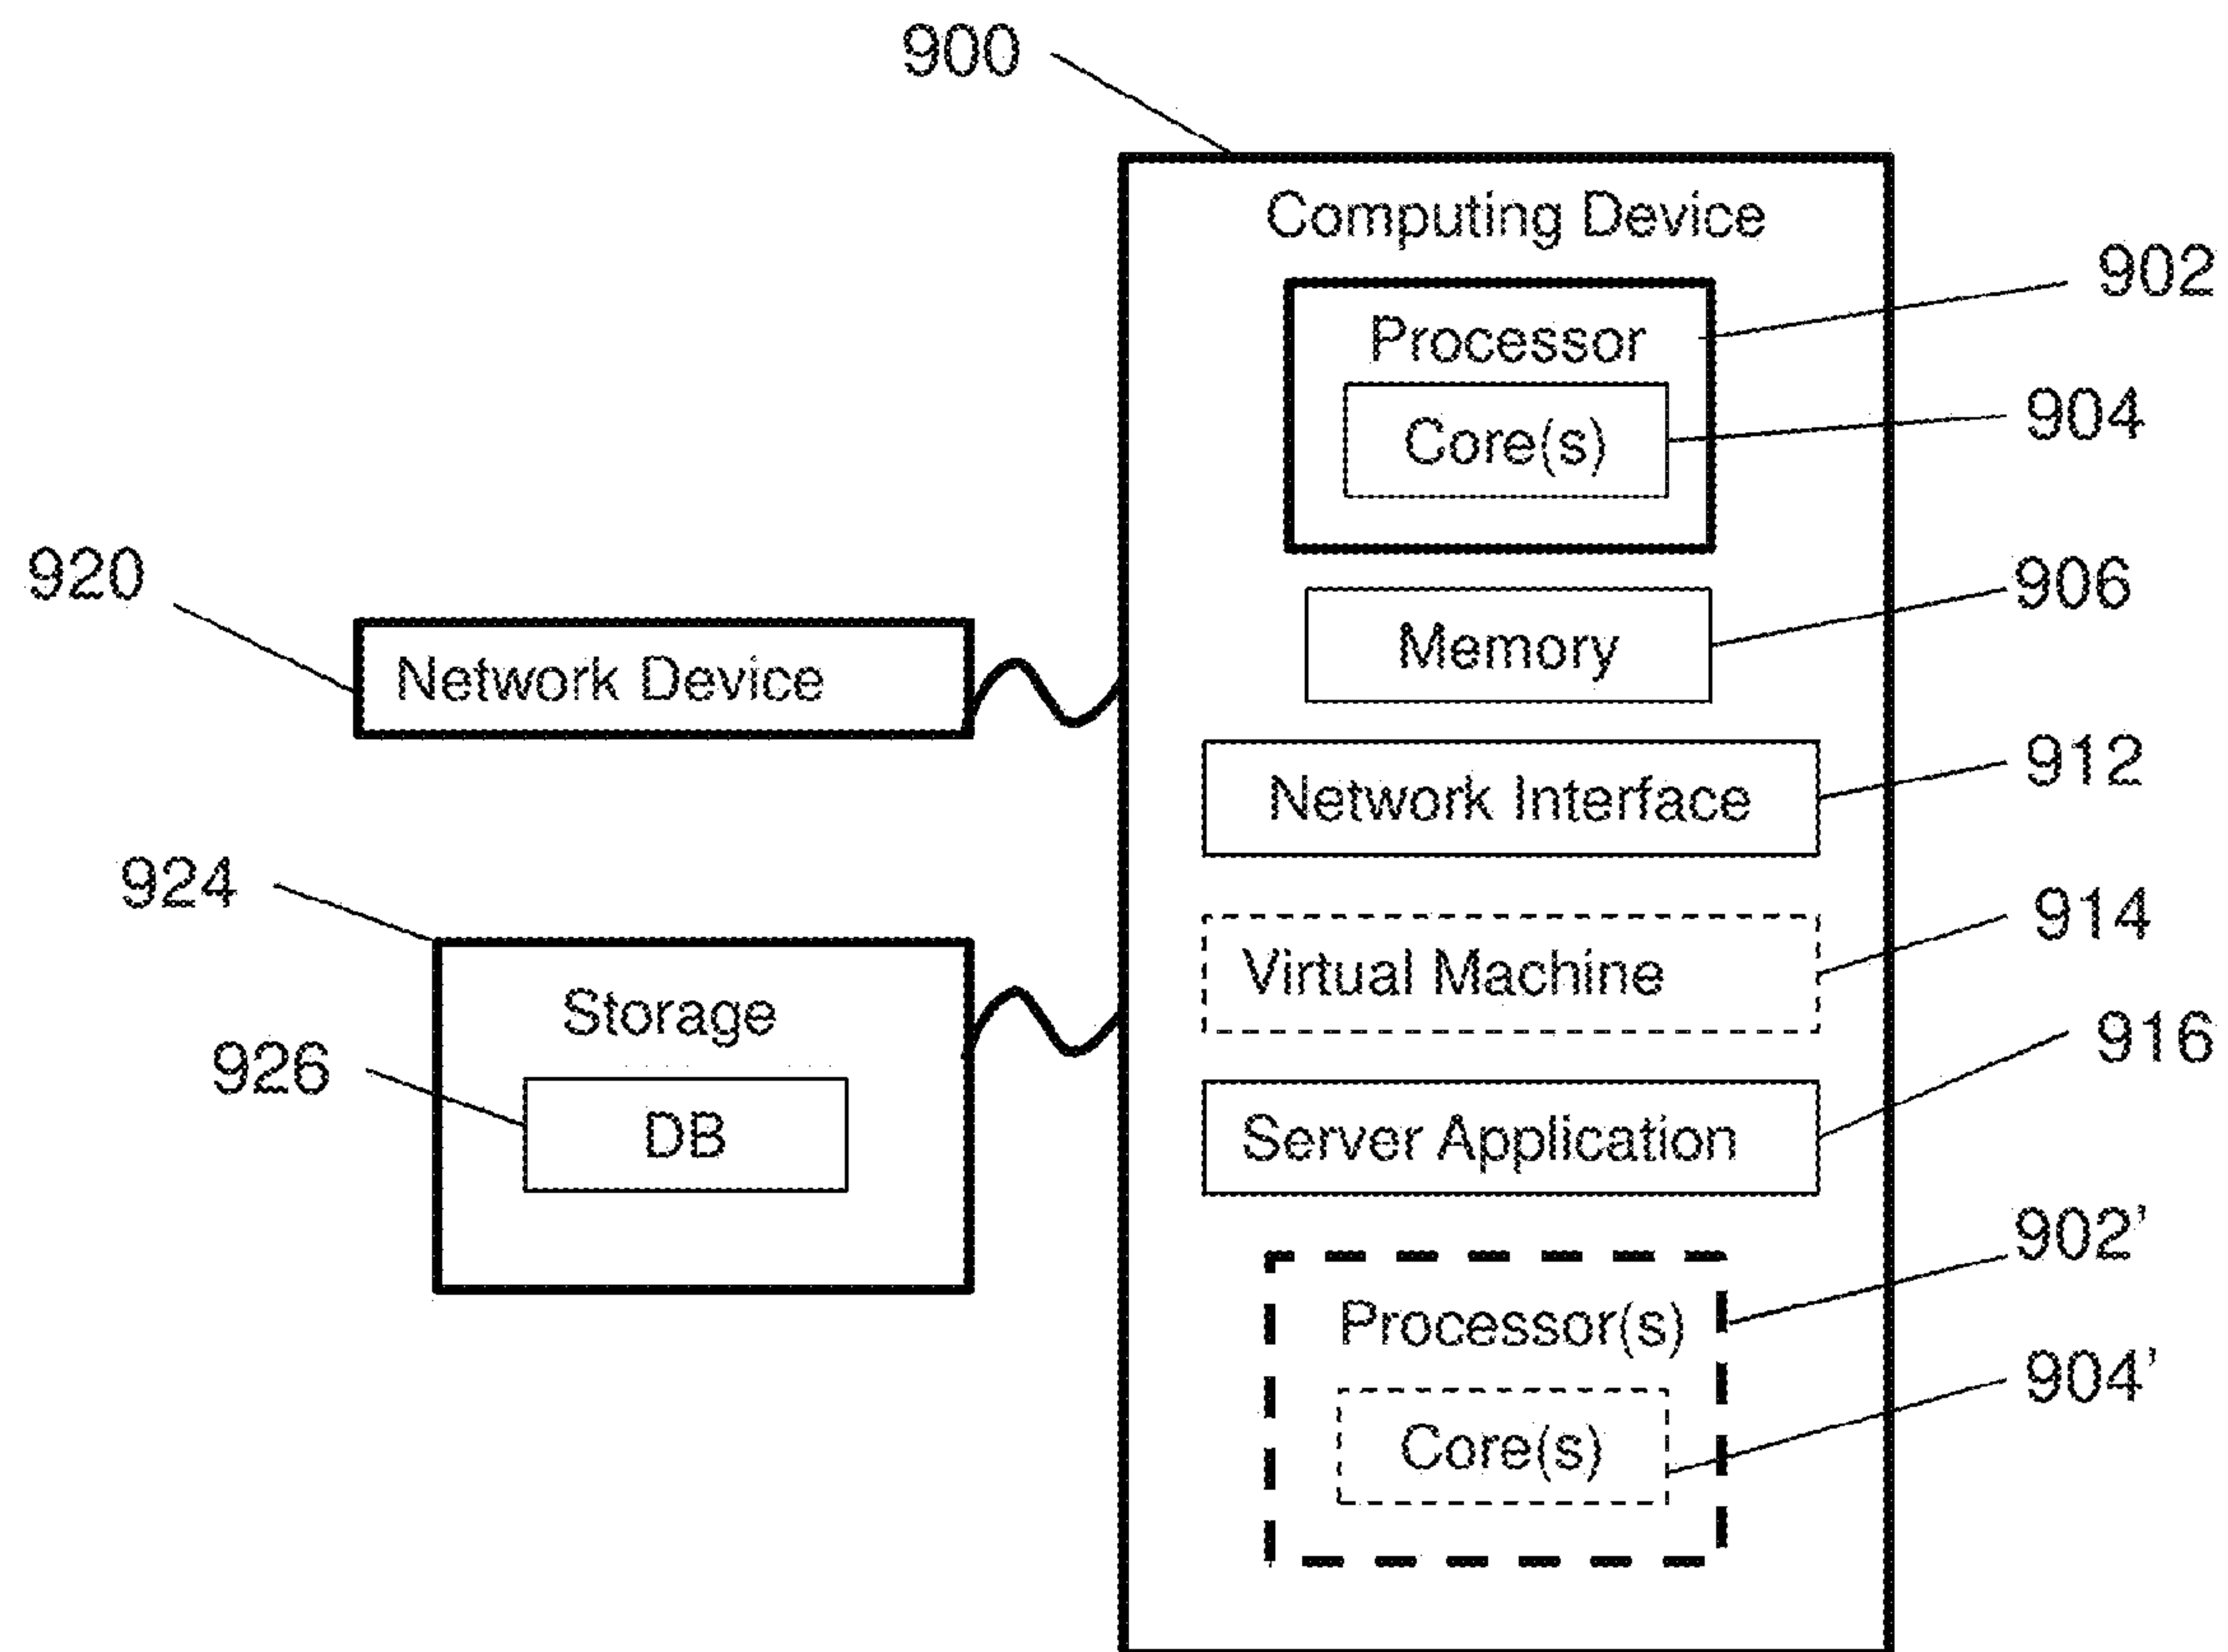 900
Computing Device
902
Processor
904
Core(s)
920
906
Memory
Network Device
912
Network Interface
924
914
Virtual Machine
Storage
916
926
DB
Server Application
902'
Processor(s)
904'
Core(s)